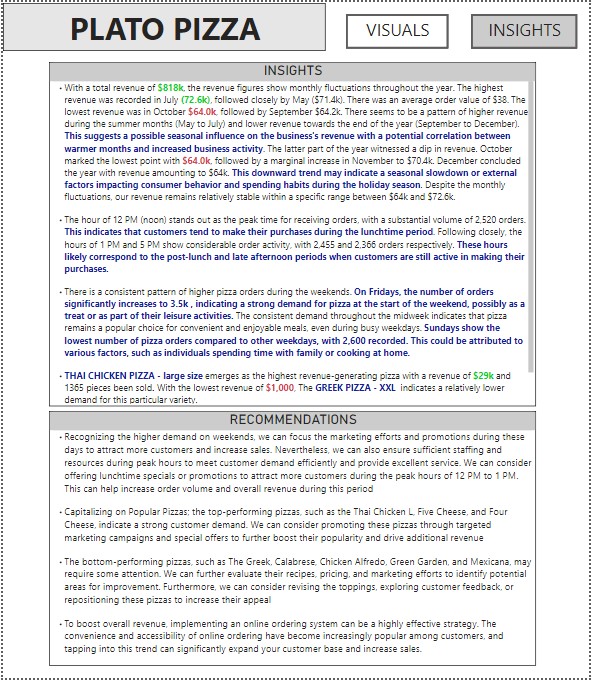 PLATO PIZZA
VISUALS
INSIGHTS
INSIGHTS
• With a total revenue of $818k, the revenue figures show monthly fluctuations throughout the year. The highest
revenue was recorded in July (72.6k), followed closely by May ($71.4k). There was an average order value of $38. The
lowest revenue was in October $64.0k, followed by September $64.2k. There seems to be a pattern of higher revenue
during the summer months (May to July) and lower revenue towards the end of the year (September to December).
This suggests a possible seasonal influence on the business's revenue with a potential correlation between
warmer months and increased business activity. The latter part of the year witnessed a dip in revenue. October
marked the lowest point with $64.0k, followed by a marginal increase in November to $70.4k. December concluded
the year with revenue amounting to $64k. This downward trend may indicate a seasonal slowdown or external
factors impacting consumer behavior and spending habits during the holiday season. Despite the monthly
fluctuations, our revenue remains relatively stable within a specific range between $64k and $72.6k.
• The hour of 12 PM (noon) stands out as the peak time for receiving orders, with a substantial volume of 2,520 orders.
This indicates that customers tend to make their purchases during the lunchtime period. Following closely, the
hours of 1 PM and 5 PM show considerable order activity, with 2,455 and 2,366 orders respectively. These hours
likely correspond to the post-lunch and late afternoon periods when customers are still active in making their
purchases.
• There is a consistent pattern of higher pizza orders during the weekends. On Fridays, the number of orders
significantly increases to 3.5k , indicating a strong demand for pizza at the start of the weekend, possibly as a
treat or as part of their leisure activities. The consistent demand throughout the midweek indicates that pizza
remains a popular choice for convenient and enjoyable meals, even during busy weekdays. Sundays show the
lowest number of pizza orders compared to other weekdays, with 2,600 recorded. This could be attributed to
various factors, such as individuals spending time with family or cooking at home.
• THAI CHICKEN PIZZA - large size emerges as the highest revenue-generating pizza with a revenue of $29k and
1365 pieces been sold. With the lowest revenue of $1,000, The GREEK PIZZA - XXL indicates a relatively lower
demand for this particular variety.
RECOMMENDATIONS
• Recognizing the higher demand on weekends, we can focus the marketing efforts and promotions during these
days to attract more customers and increase sales. Nevertheless, we can also ensure sufficient staffing and
resources during peak hours to meet customer demand efficiently and provide excellent service. We can consider
offering lunchtime specials or promotions to attract more customers during the peak hours of 12 PM to 1 PM.
This can help increase order volume and overall revenue during this period
• Capitalizing on Popular Pizzas: the top-performing pizzas, such as the Thai Chicken L, Five Cheese, and Four
Cheese, indicate a strong customer demand. We can consider promoting these pizzas through targeted
marketing campaigns and special offers to further boost their popularity and drive additional revenue
• The bottom-performing pizzas, such as The Greek, Calabrese, Chicken Alfredo, Green Garden, and Mexicana, may
require some attention. We can further evaluate their recipes, pricing, and marketing efforts to identify potential
areas for improvement. Furthermore, we can consider revising the toppings, exploring customer feedback, or
repositioning these pizzas to increase their appeal
• To boost overall revenue, implementing an online ordering system can be a highly effective strategy. The
convenience and accessibility of online ordering have become increasingly popular among customers, and
tapping into this trend can significantly expand your customer base and increase sales.